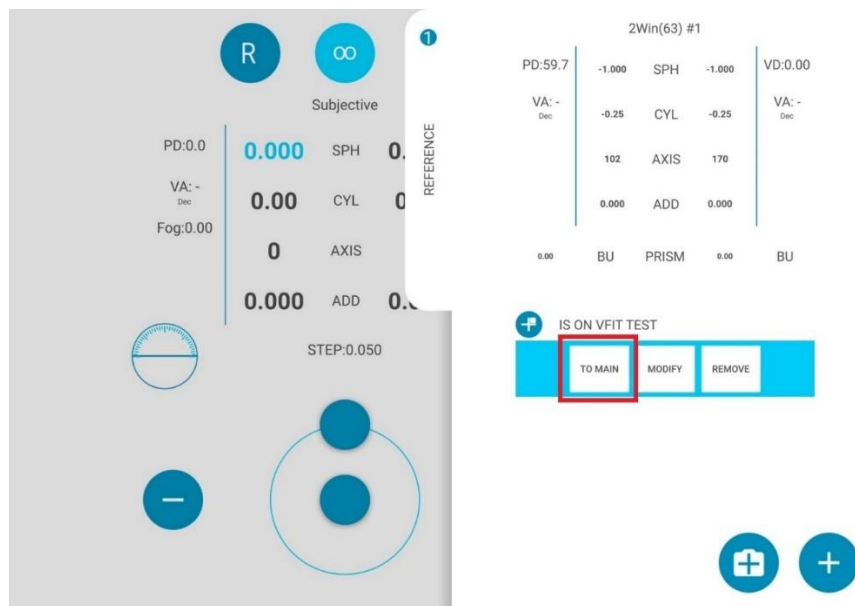 R
∞
Subjective
PD:0.0
0.000 SPH 0.
VA: -
Dec
0.00 CYL 0
Fog:0.00
0 AXIS
0.000 ADD 0.0
STEP:0.050
1
REFERENCE
2Win(63) #1
PD:59.7 -1.000 SPH -1.000 VD:0.00
VA: - -0.25 CYL -0.25 VA: -
Dec Dec
102 AXIS 170
0.000 ADD 0.000
0.00 BU PRISM 0.00 BU
IS ON VFIT TEST
TO MAIN MODIFY REMOVE